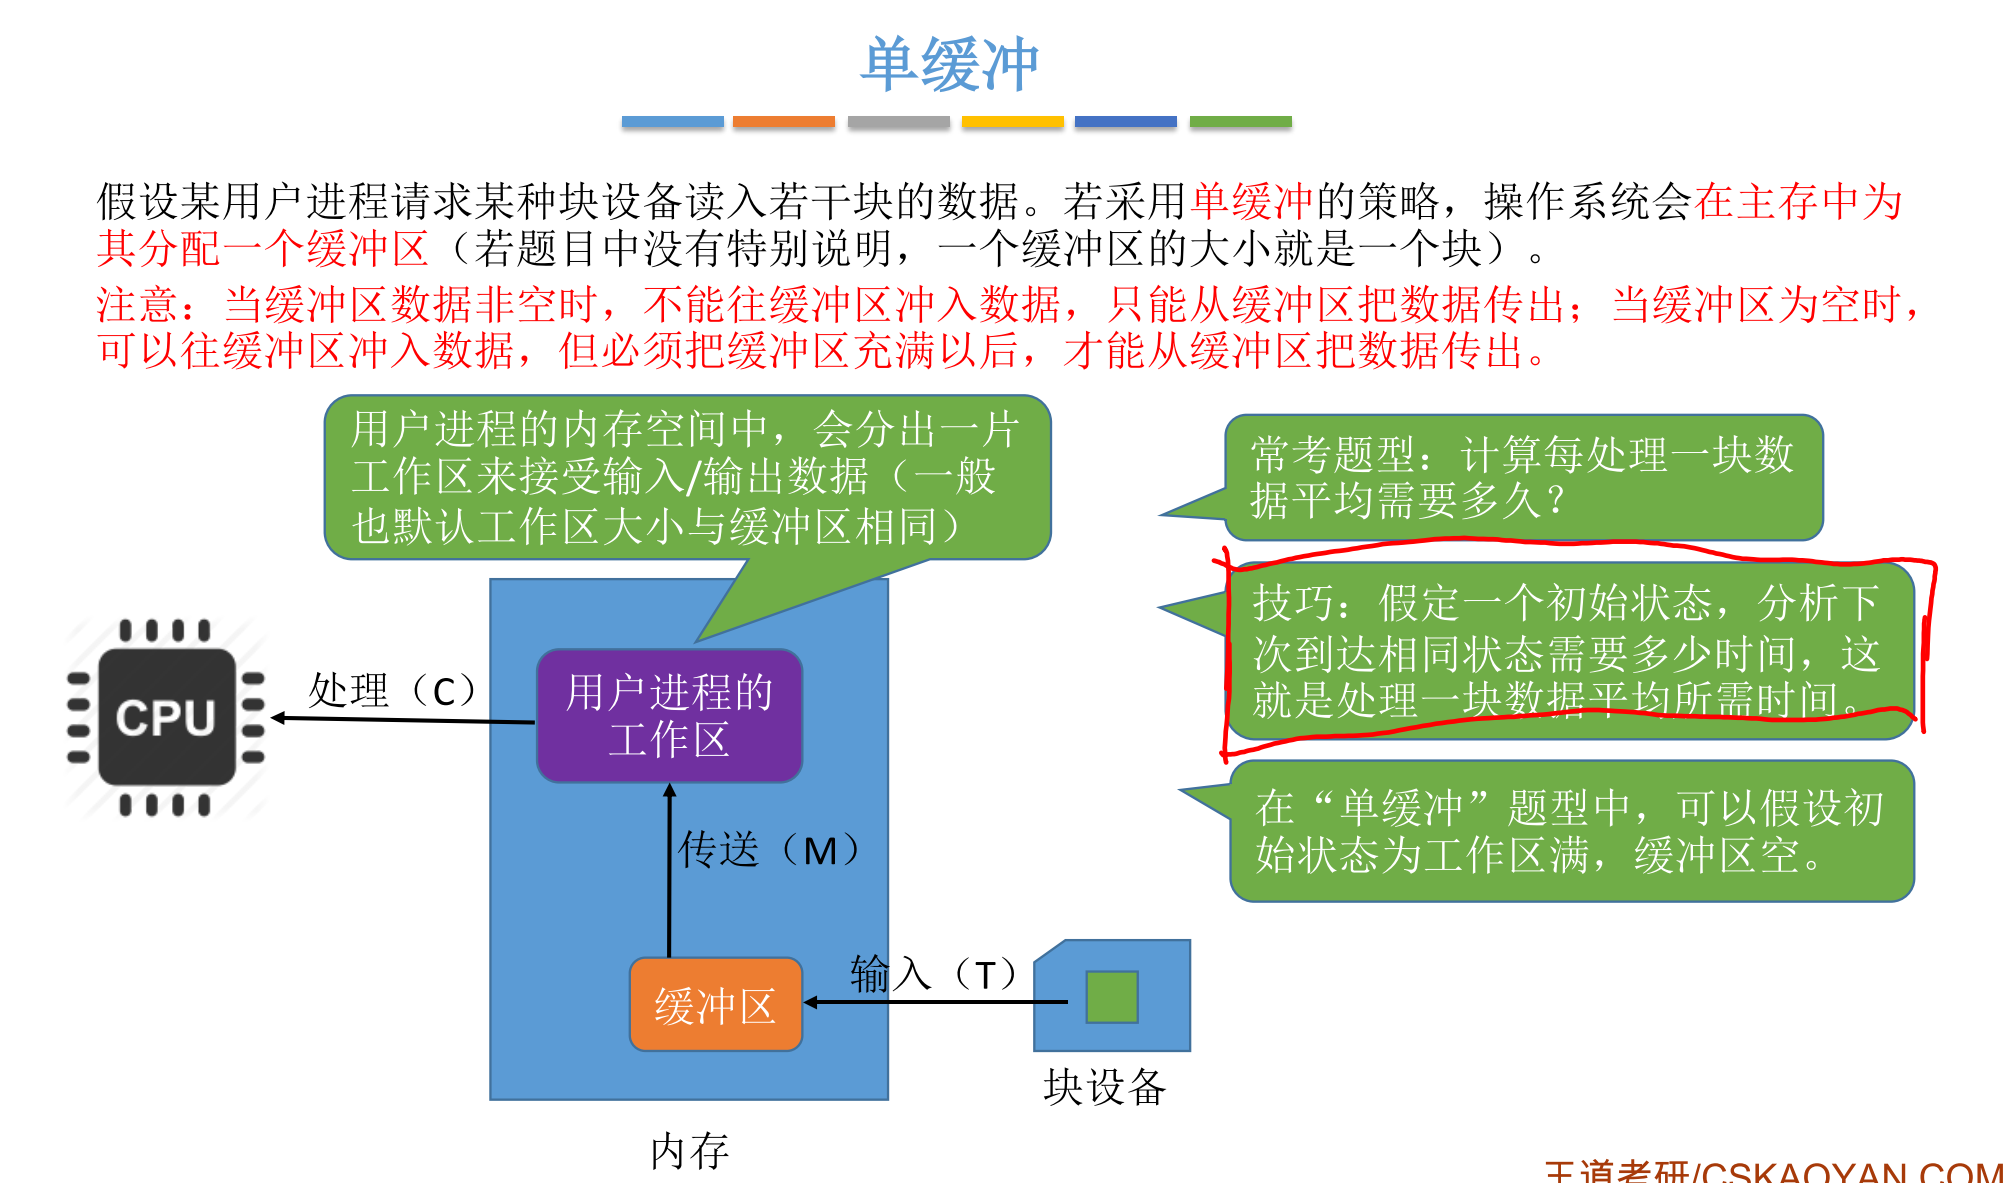 单缓冲
假设某用户进程请求某种块设备读入若干块的数据。若采用单缓冲的策略，操作系统会在主存中为
其分配一个缓冲区（若题目中没有特别说明，一个缓冲区的大小就是一个块）。
注意：当缓冲区数据非空时，不能往缓冲区冲入数据，只能从缓冲区把数据传出；当缓冲区为空时，
可以往缓冲区冲入数据，但必须把缓冲区充满以后，才能从缓冲区把数据传出。
用户进程的内存空间中，会分出一片
工作区来接受输入/输出数据（一般
也默认工作区大小与缓冲区相同）
常考题型：计算每处理一块数
据平均需要多久？
技巧：假定一个初始状态，分析下
次到达相同状态需要多少时间，这
就是处理一块数据平均所需时间。
在“单缓冲”题型中，可以假设初
始状态为工作区满，缓冲区空。
CPU
处理（C）
用户进程的
工作区
传送（M）
缓冲区
输入（T）
块设备
内存
王道考研/CSKAOYAN.COM